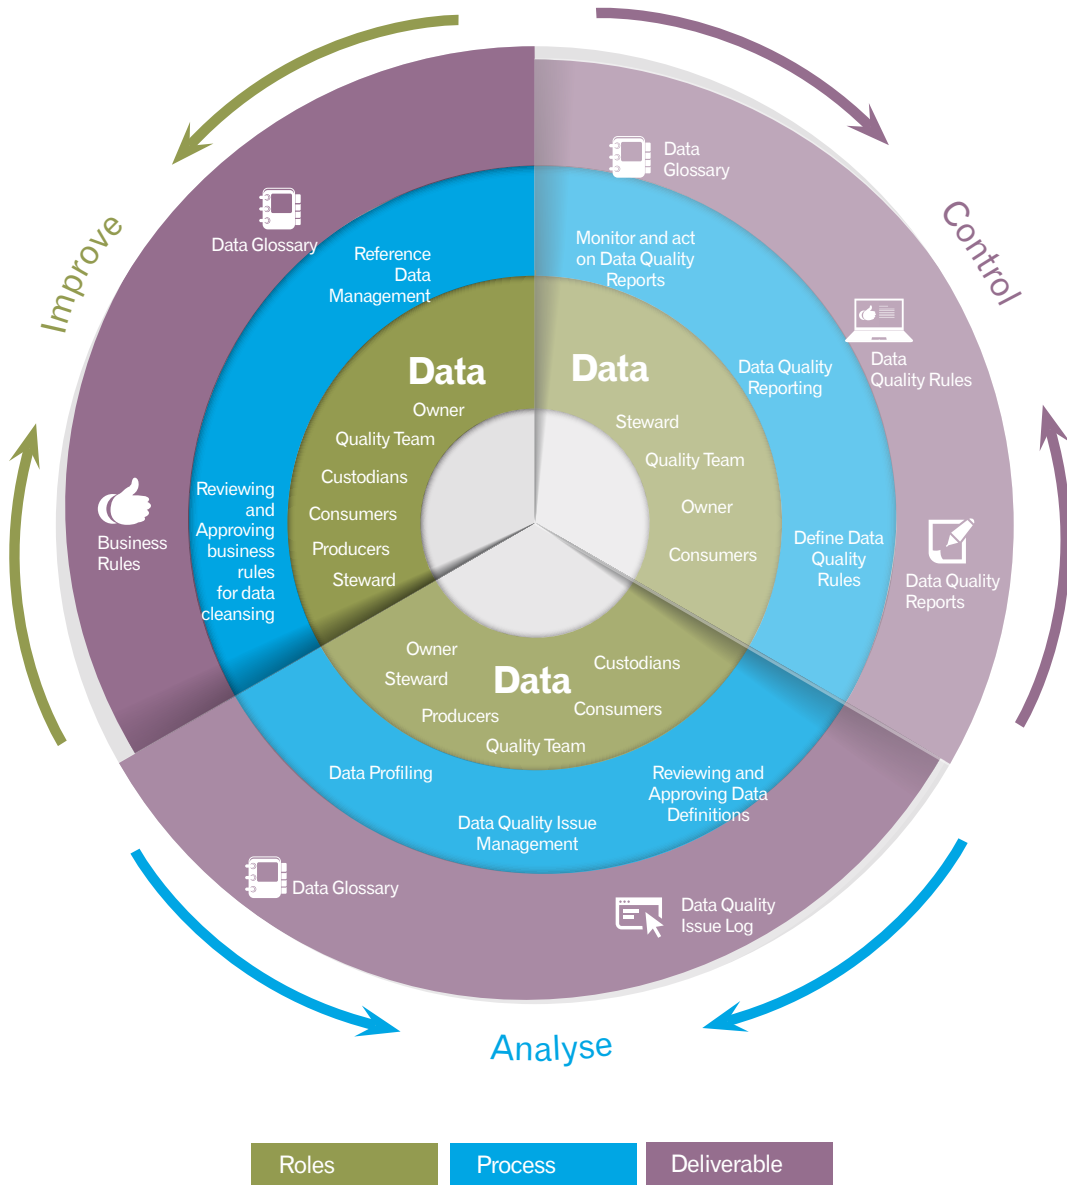 Improve
Control
Analyse
Data Glossary
Business
Rules
Reference
Data
Management
Reviewing
and
Approving
business
rules
for data
cleansing
Data
Owner
Quality Team
Custodians
Consumers
Producers
Steward
Data
Glossary
Data
Quality Rules
Data Quality
Reports
Monitor and act
on Data Quality
Reports
Data Quality
Reporting
Define Data
Quality
Rules
Data
Steward
Quality Team
Owner
Consumers
Owner
Steward
Data
Producers
Quality Team
Custodians
Consumers
Data Profiling
Data Quality Issue
Management
Reviewing and
Approving Data
Definitions
Data Glossary
Data Quality
Issue Log
Roles
Process
Deliverable